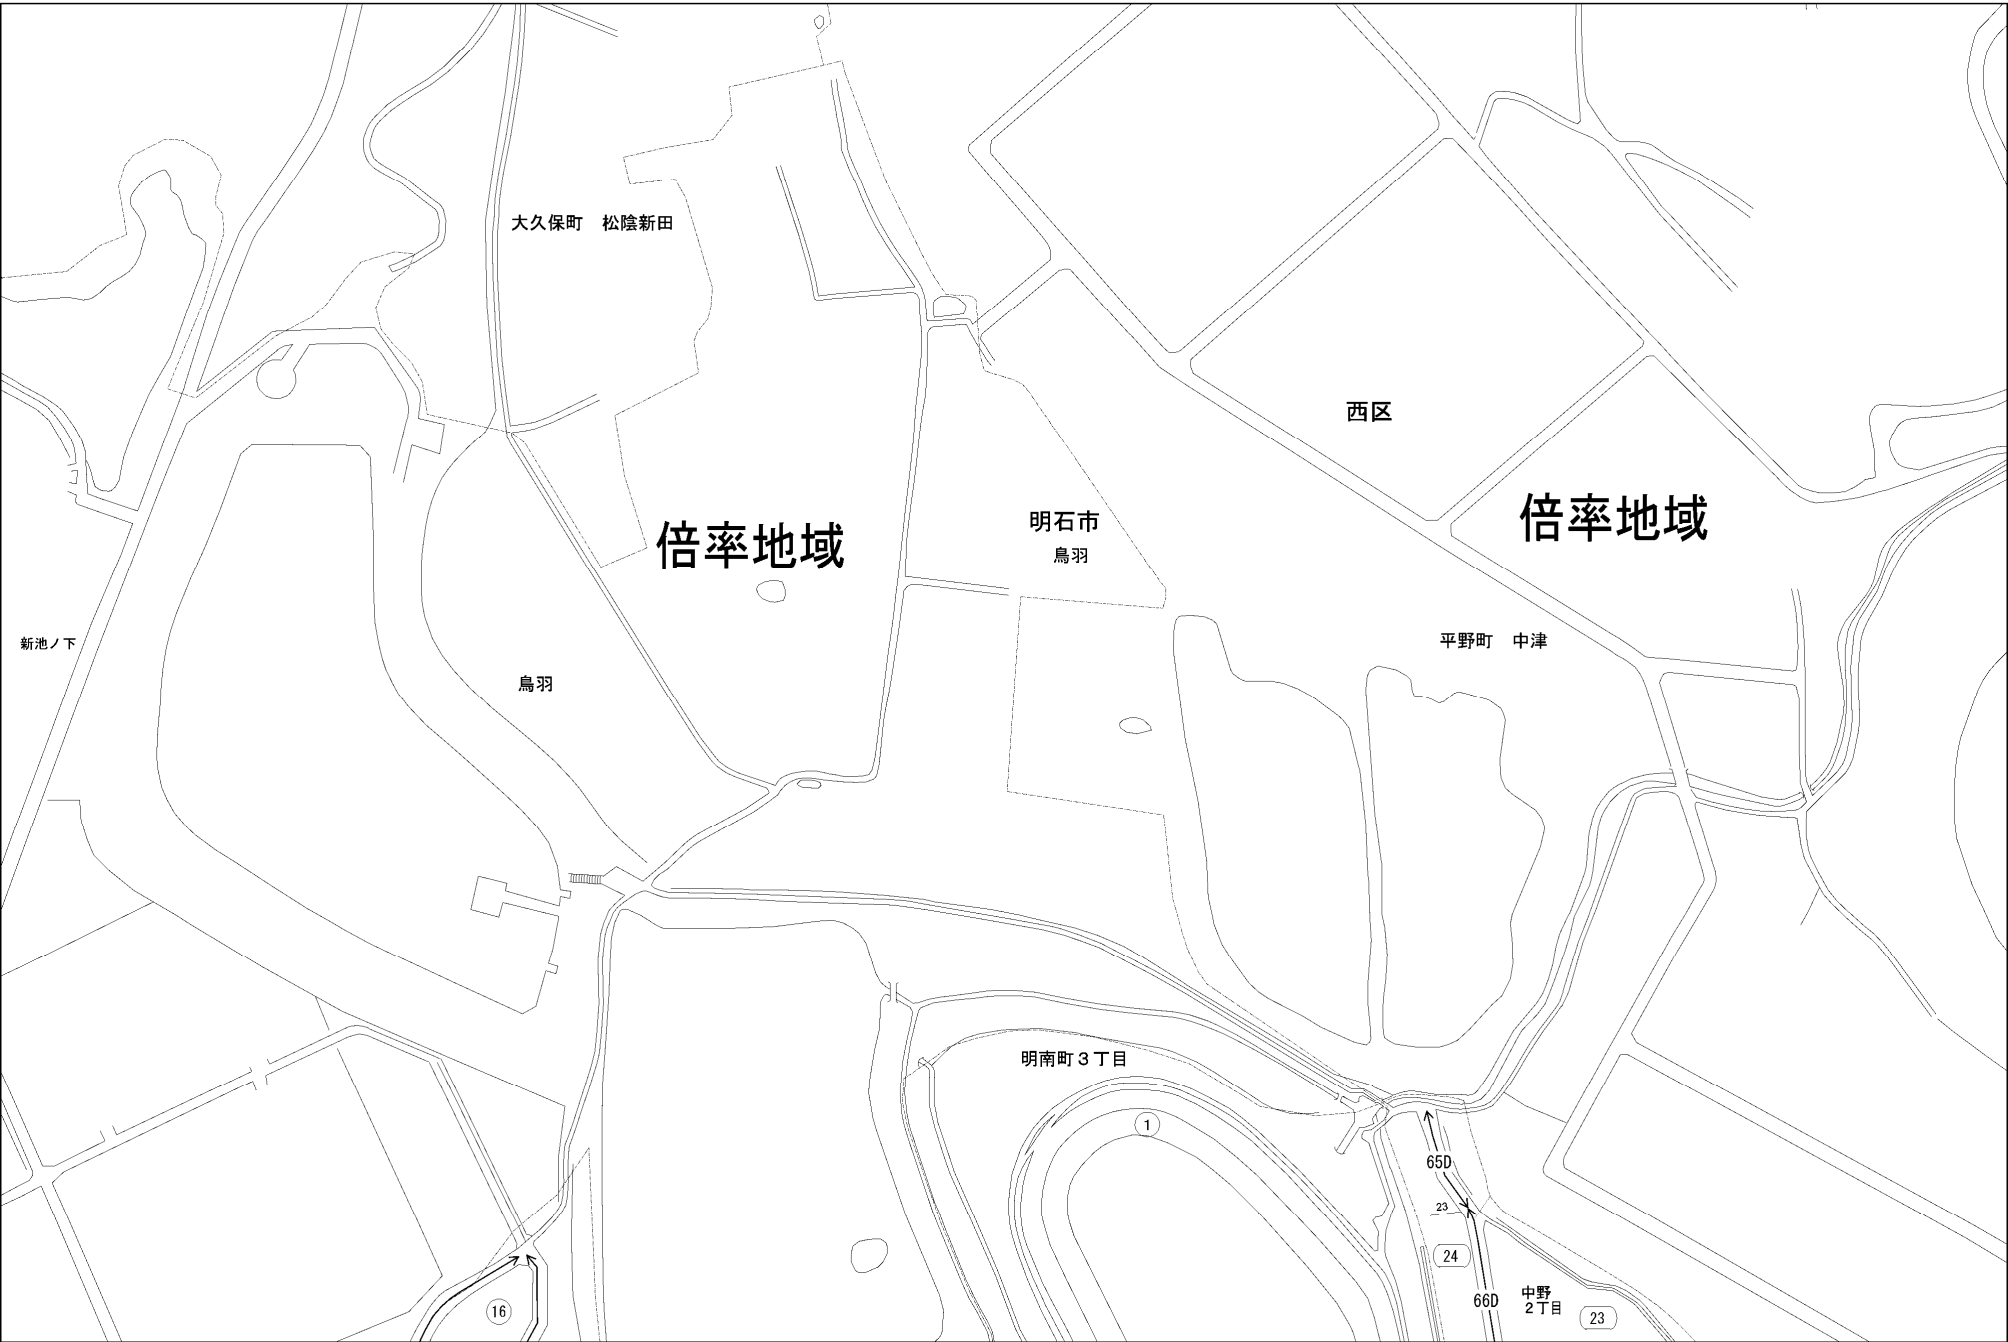 大久保町　松陰新田
西区
倍率地域
明石市
倍率地域
鳥羽
新池ノ下
平野町　中津
鳥羽
明南町３丁目
1
65D
23
24
66D
中野
２丁目
16
23